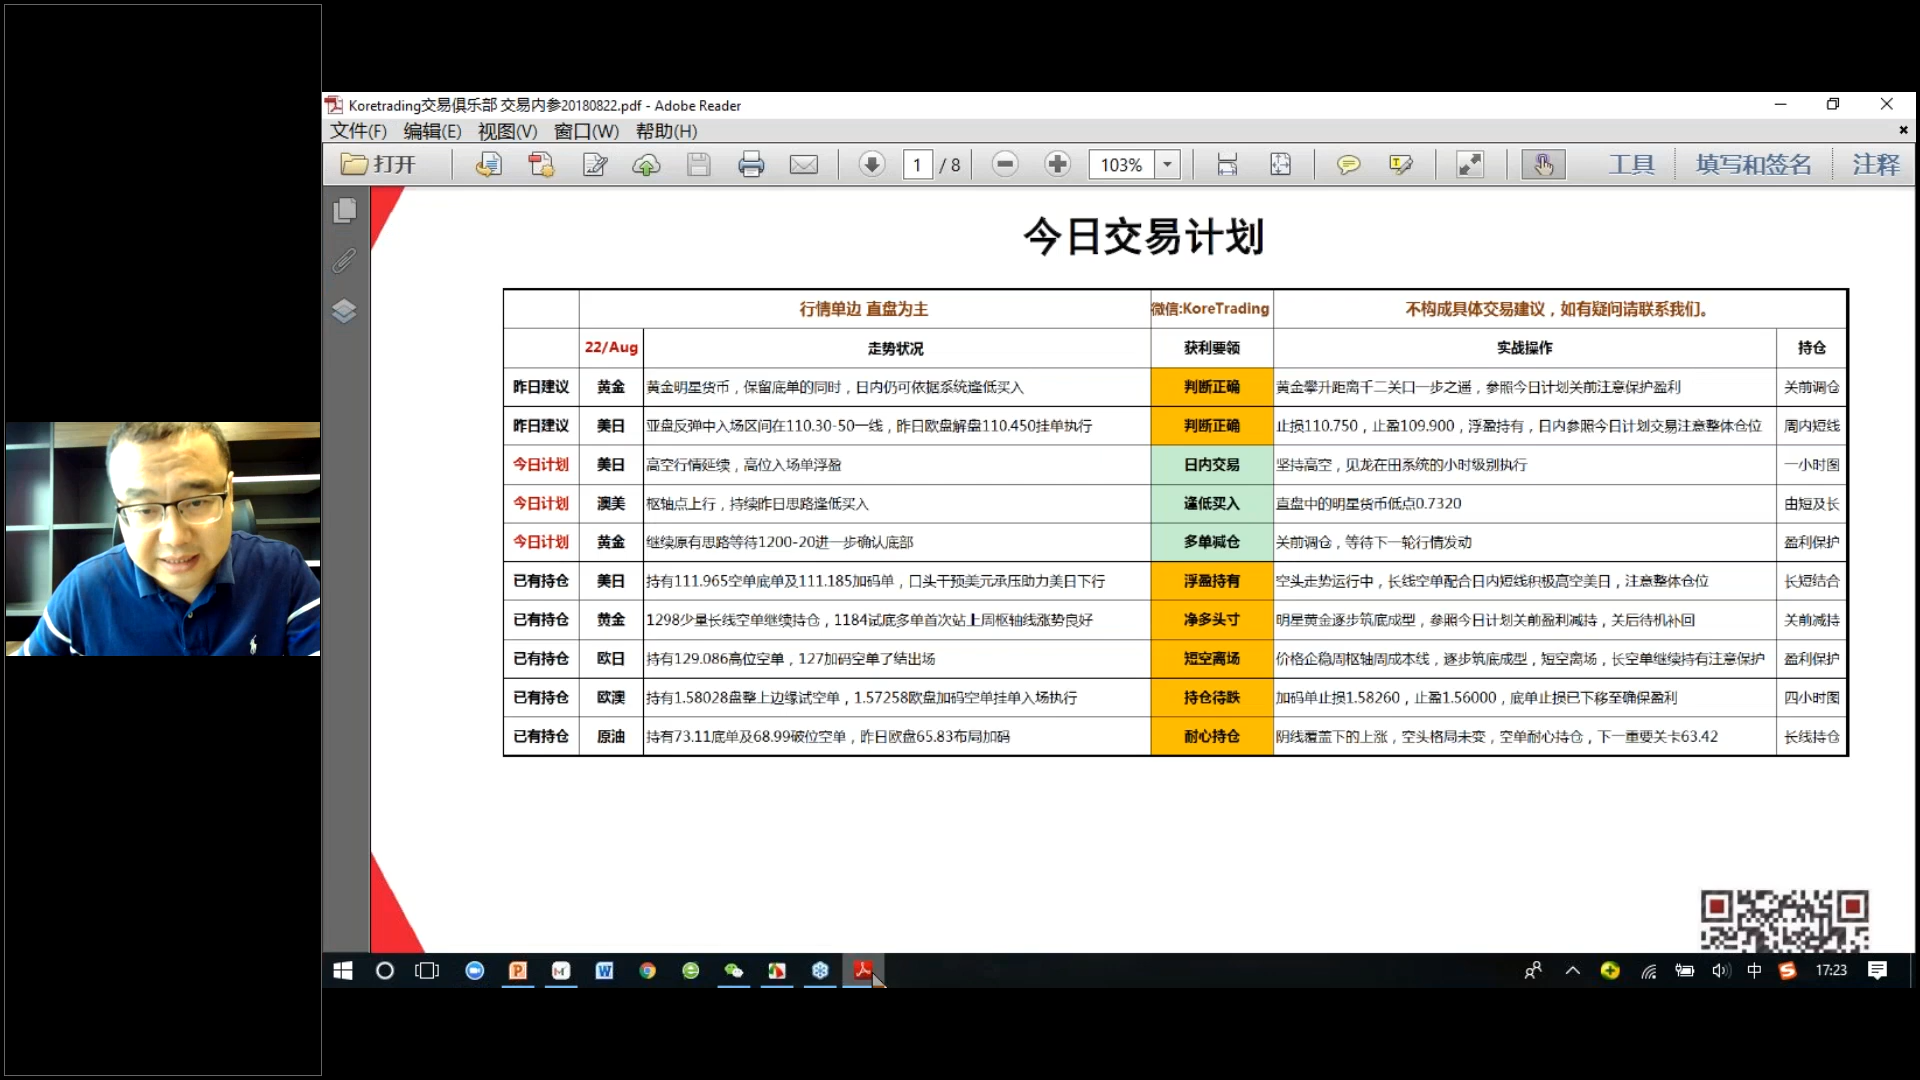 Koretrading交易俱乐部 交易内参20180822.pdf - Adobe Reader
文件(F) 编辑(E) 视图(V) 窗口(W) 帮助(H)
打开 1 / 8 103% 工具 填写和签名 注释
今日交易计划
行情单边 直盘为主 微信:KoreTrading 不构成具体交易建议，如有疑问请联系我们。
22/Aug 走势状况 获利要领 实战操作 持仓
昨日建议 黄金 黄金明星货币，保留底单的同时，日内仍可依据系统逢低买入 判断正确 黄金攀升距离千二关口一步之遥，参照今日计划关前注意保护盈利 关前调仓
昨日建议 美日 亚盘反弹中入场区间在110.30-50一线，昨日欧盘解盘110.450挂单执行 判断正确 止损110.750，止盈109.900，浮盈持有，日内参照今日计划交易注意整体仓位 周内短线
今日计划 美日 高空行情延续，高位入场单浮盈 日内交易 坚持高空，见龙在田系统的小时级别执行 一小时图
今日计划 澳美 枢轴点上行，持续昨日思路逢低买入 逢低买入 直盘中的明星货币低点0.7320 由短及长
今日计划 黄金 继续原有思路等待1200-20进一步确认底部 多单减仓 关前调仓，等待下一轮行情发动 盈利保护
已有持仓 美日 持有111.965空单底单及111.185加码单，口头干预美元承压助力美日下行 浮盈持有 空头走势运行中，长线空单配合日内短线积极高空美日，注意整体仓位 长短结合
已有持仓 黄金 1298少量长线空单继续持仓，1184试底多单首次站上周枢轴线涨势良好 净多头寸 明星黄金逐步筑底成型，参照今日计划关前盈利减持，关后待机补回 关前减持
已有持仓 欧日 持有129.086高位空单，127加码空单了结出场 短空离场 价格企稳周枢轴周成本线，逐步筑底成型，短空离场，长空单继续持有注意保护 盈利保护
已有持仓 欧澳 持有1.58028盘整上边缘试空单，1.57258欧盘加码空单挂单入场执行 持仓待跌 加码单止损1.58260，止盈1.56000，底单止损已下移至确保盈利 四小时图
已有持仓 原油 持有73.11底单及68.99破位空单，昨日欧盘65.83布局加码 耐心持仓 阴线覆盖下的上涨，空头格局未变，空单耐心持仓，下一重要关卡63.42 长线持仓
中 17:23